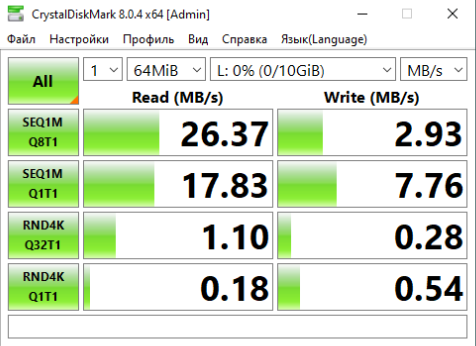 CrystalDiskMark 8.0.4 x64 [Admin]
Файл Настройки Профиль Вид Справка Язык(Language)
All 1 64MiB L: 0% (0/10GiB) MB/s
Read (MB/s) Write (MB/s)
SEQ1M Q8T1 26.37 2.93
SEQ1M Q1T1 17.83 7.76
RND4K Q32T1 1.10 0.28
RND4K Q1T1 0.18 0.54